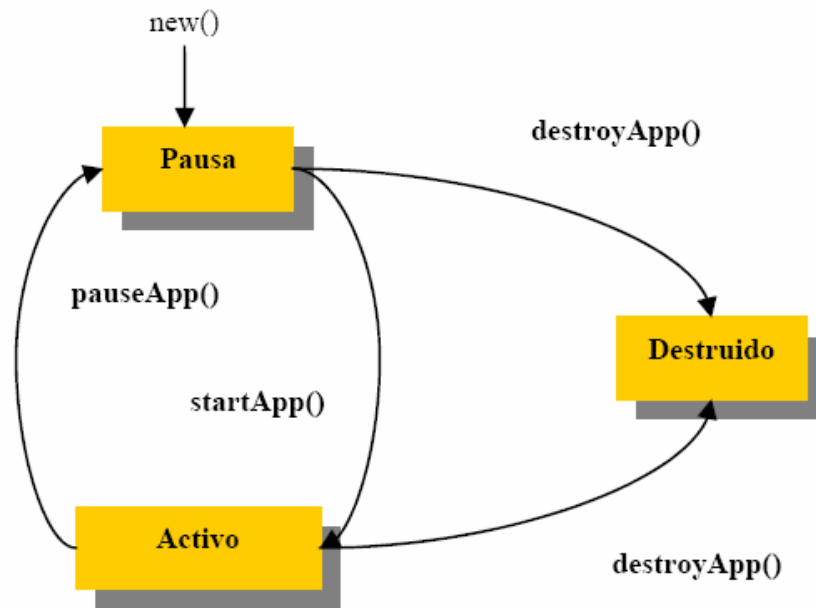 new()
Pausa
destroyApp()
pauseApp()
Destruido
startApp()
Activo
destroyApp()